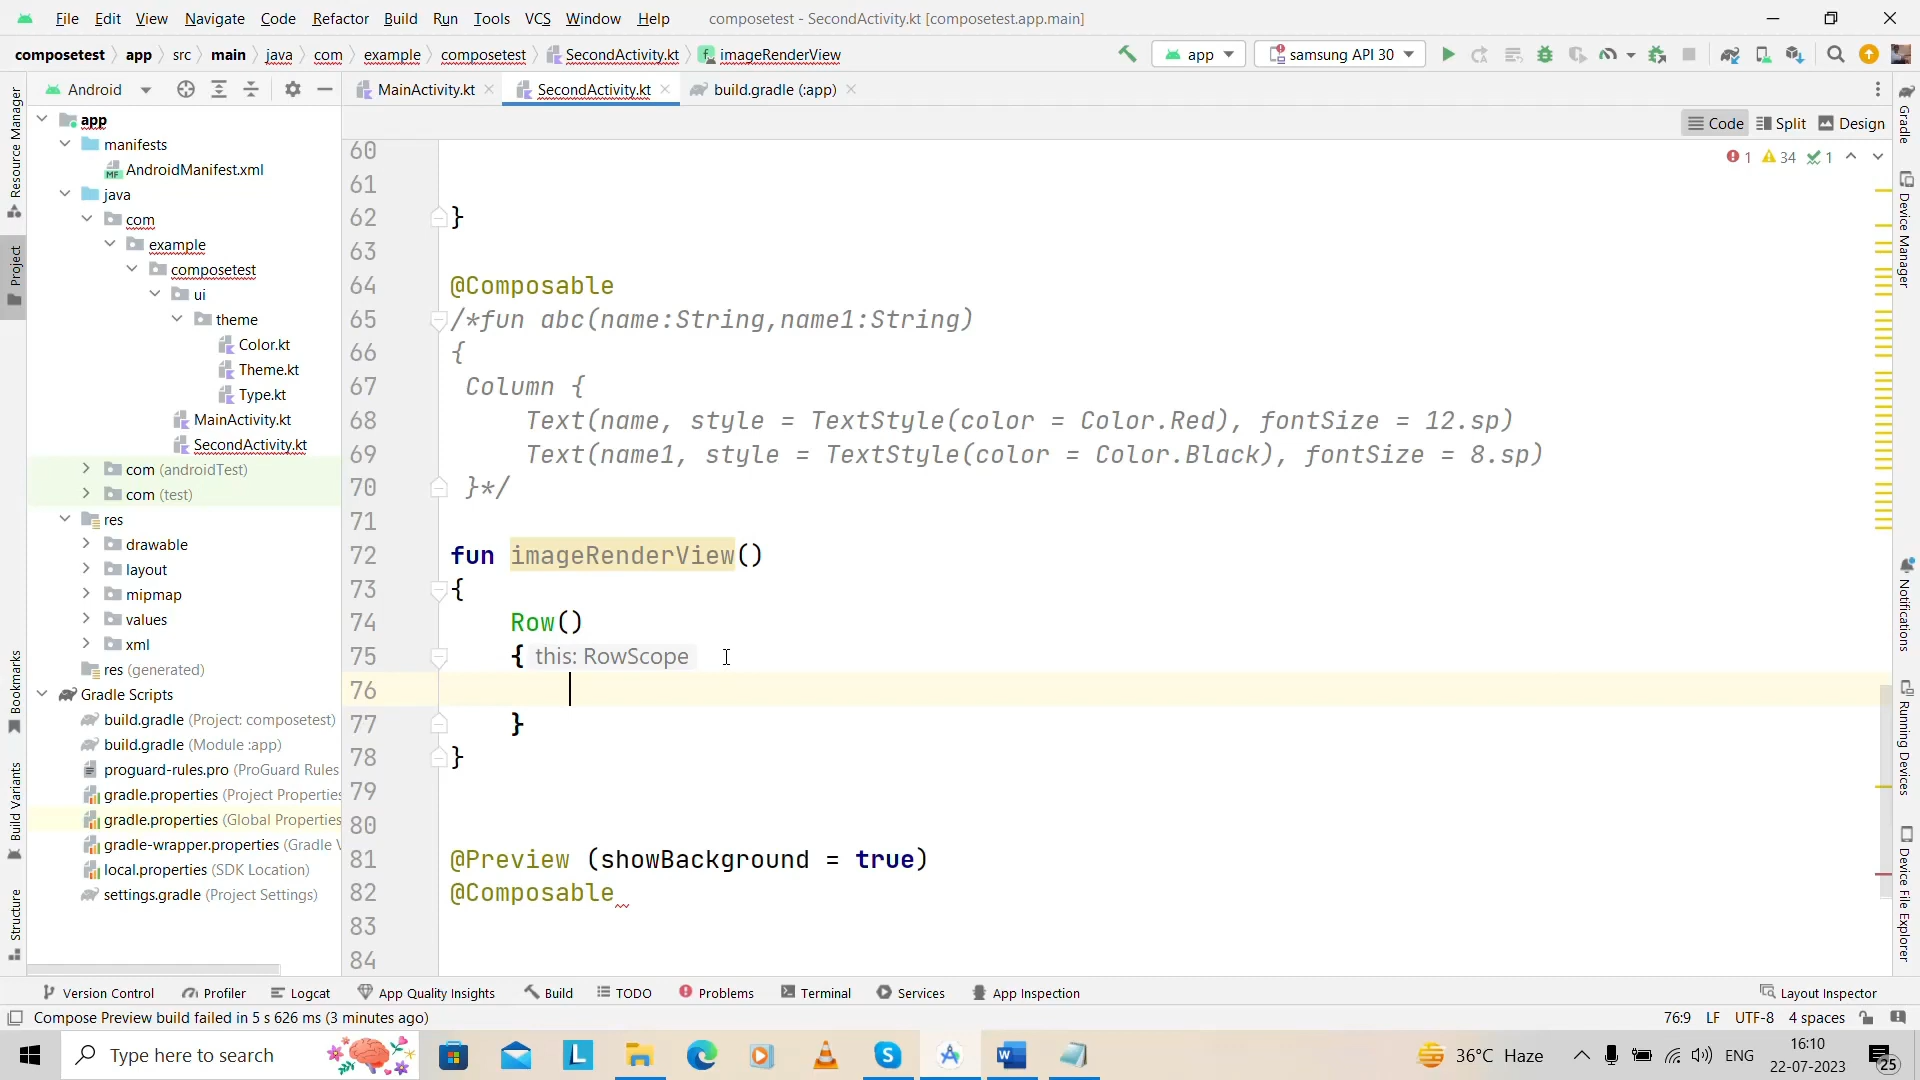 File Edit View Navigate Code Refactor Build Run Tools VCS Window Help composetest - SecondActivity.kt [composetest.app.main]
composetest app src main java com example composetest SecondActivity.kt imageRenderView app samsung API 30
Android MainActivity.kt SecondActivity.kt build.gradle (:app)
Code Split Design
1 34 1
Resource Manager
Project
Bookmarks
Build Variants
Structure
app
manifests
AndroidManifest.xml
java
com
example
composetest
ui
theme
Color.kt
Theme.kt
Type.kt
MainActivity.kt
SecondActivity.kt
com (androidTest)
com (test)
res
drawable
layout
mipmap
values
xml
res (generated)
Gradle Scripts
build.gradle (Project: composetest)
build.gradle (Module :app)
proguard-rules.pro (ProGuard Rules
gradle.properties (Project Properties
gradle.properties (Global Properties
gradle-wrapper.properties (Gradle V
local.properties (SDK Location)
settings.gradle (Project Settings)
60
61
62 }
63
64 @Composable
65 /*fun abc(name:String,name1:String)
66 {
67 Column {
68 Text(name, style = TextStyle(color = Color.Red), fontSize = 12.sp)
69 Text(name1, style = TextStyle(color = Color.Black), fontSize = 8.sp)
70 }*/
71
72 fun imageRenderView()
73 {
74 Row()
75 { this: RowScope
76
77 }
78 }
79
80
81 @Preview (showBackground = true)
82 @Composable
83
84
Gradle
Device Manager
Notifications
Running Devices
Device File Explorer
Version Control Profiler Logcat App Quality Insights Build TODO Problems Terminal Services App Inspection Layout Inspector
Compose Preview build failed in 5 s 626 ms (3 minutes ago) 76:9 LF UTF-8 4 spaces
Type here to search 36°C Haze ENG 16:10
22-07-2023 25